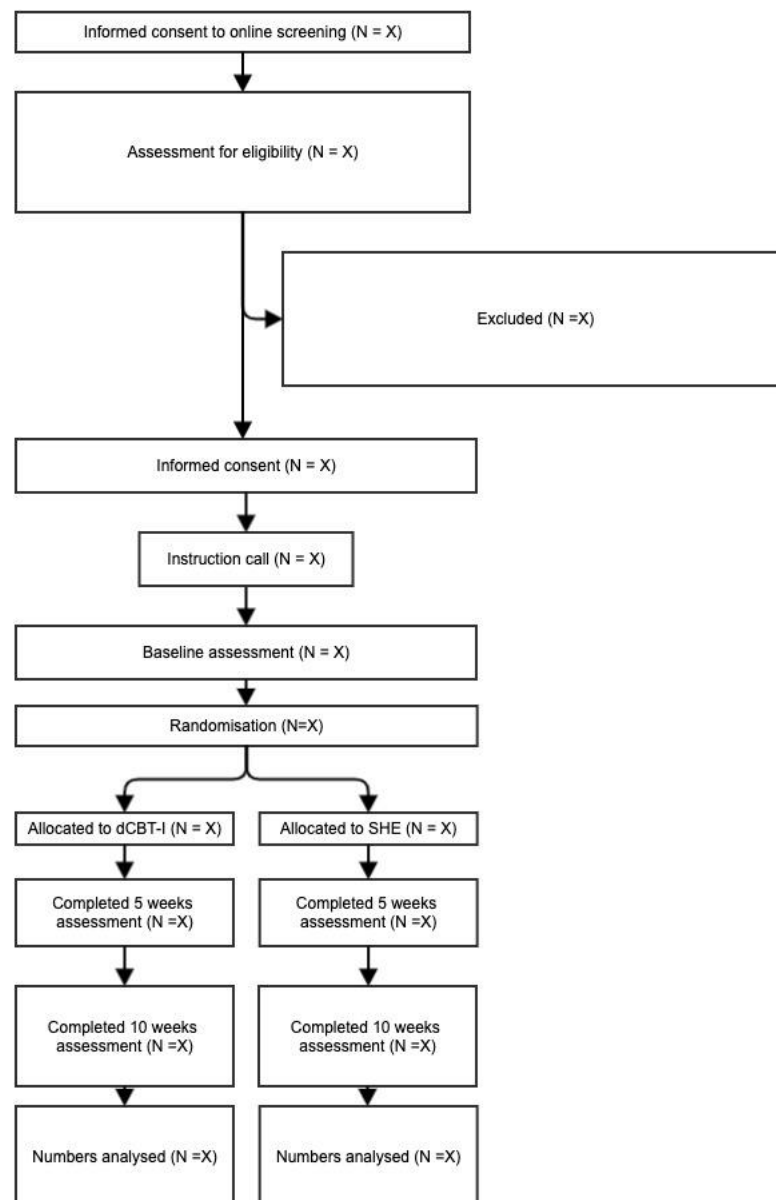 Informed consent to online screening (N = X)
Assessment for eligibility (N = X)
Excluded (N =X)
Informed consent (N = X)
Instruction call (N = X)
Baseline assessment (N = X)
Randomisation (N=X)
Allocated to dCBT-I (N = X)
Allocated to SHE (N = X)
Completed 5 weeks
assessment (N =X)
Completed 5 weeks
assessment (N =X)
Completed 10 weeks
assessment (N =X)
Completed 10 weeks
assessment (N =X)
Numbers analysed (N =X)
Numbers analysed (N =X)